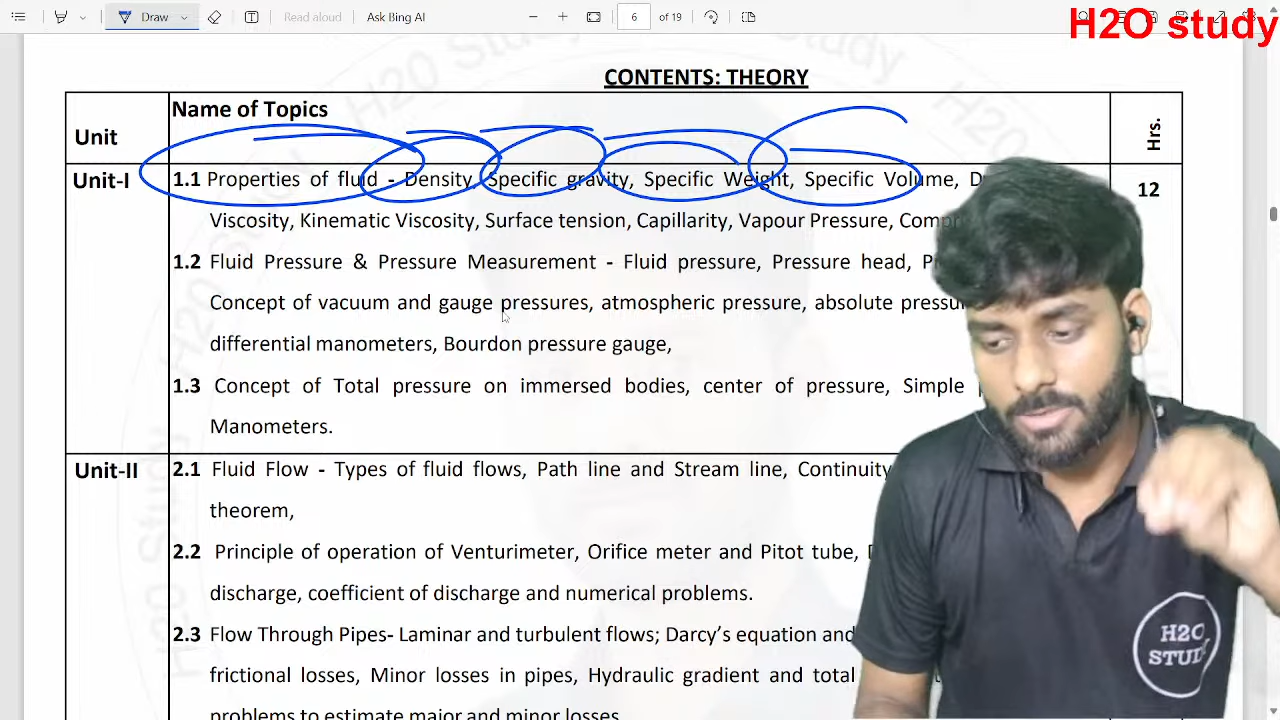 Draw
Read aloud
Ask Bing AI
6
of 19
H2O study
CONTENTS: THEORY
Name of Topics
Unit
Hrs.
Unit-I
1.1 Properties of fluid - Density, Specific gravity, Specific Weight, Specific Volume,
12
Viscosity, Kinematic Viscosity, Surface tension, Capillarity, Vapour Pressure,
1.2 Fluid Pressure & Pressure Measurement - Fluid pressure, Pressure head,
Concept of vacuum and gauge pressures, atmospheric pressure, absolute
differential manometers, Bourdon pressure gauge,
1.3 Concept of Total pressure on immersed bodies, center of pressure, Simple
Manometers.
Unit-II
2.1 Fluid Flow - Types of fluid flows, Path line and Stream line, Continuity
theorem,
2.2 Principle of operation of Venturimeter, Orifice meter and Pitot tube,
discharge, coefficient of discharge and numerical problems.
2.3 Flow Through Pipes- Laminar and turbulent flows; Darcy's equation and
frictional losses, Minor losses in pipes, Hydraulic gradient and total
problems to estimate major and minor losses
H2O
STUDY